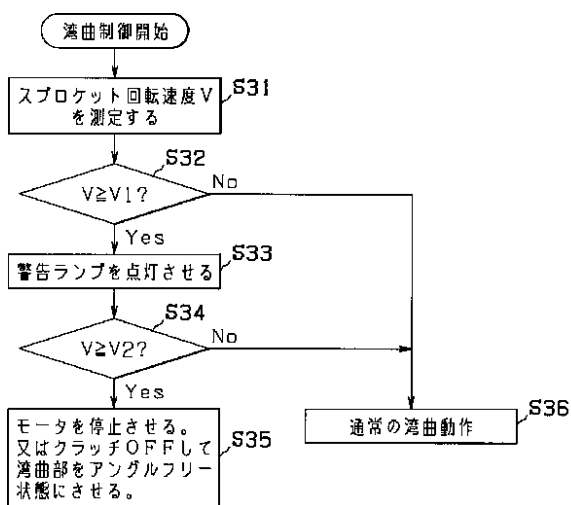 湾曲制御開始
スプロケット回転速度V
を測定する
S31
V≧V1?
S32
No
Yes
警告ランプを点灯させる
S33
V≧V2?
S34
No
Yes
モータを停止させる。
又はクラッチOFFして
湾曲部をアングルフリー
状態にさせる。
S35
通常の湾曲動作
S36